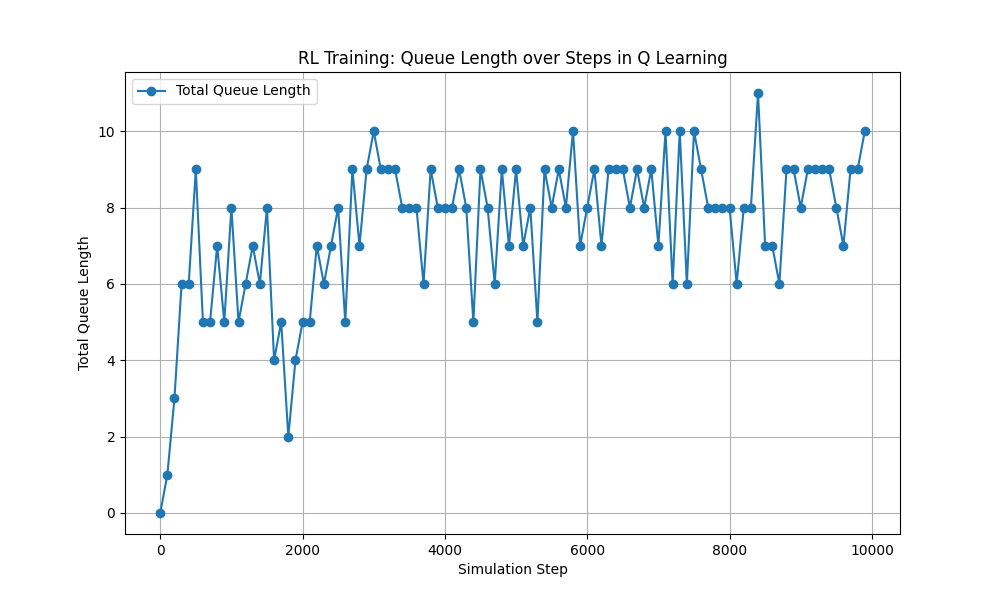 RL Training: Queue Length over Steps in Q Learning
Total Queue Length
10
8
6
4
2
0
Total Queue Length
0 2000 4000 6000 8000 10000
Simulation Step